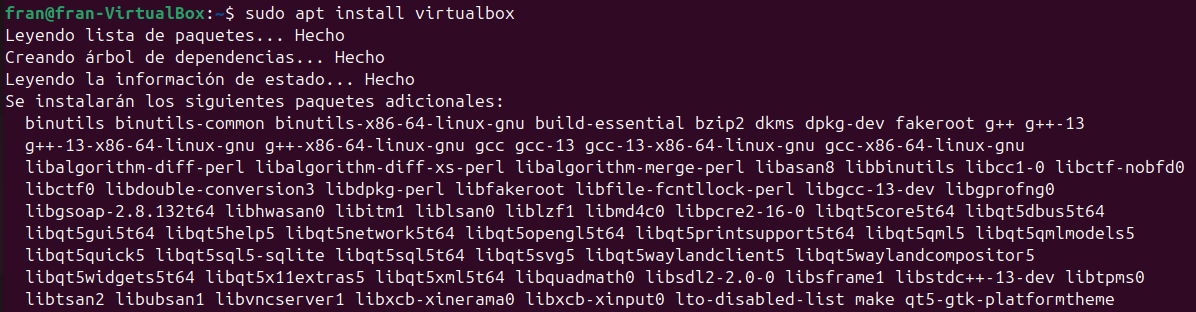 fran@fran-VirtualBox:~$ sudo apt install virtualbox
Leyendo lista de paquetes... Hecho
Creando árbol de dependencias... Hecho
Leyendo la información de estado... Hecho
Se instalarán los siguientes paquetes adicionales:
  binutils binutils-common binutils-x86-64-linux-gnu build-essential bzip2 dkms dpkg-dev fakeroot g++ g++-13
  g++-13-x86-64-linux-gnu g++-x86-64-linux-gnu gcc gcc-13 gcc-13-x86-64-linux-gnu gcc-x86-64-linux-gnu
  libalgorithm-diff-perl libalgorithm-diff-xs-perl libalgorithm-merge-perl libasan8 libbinutils libcc1-0 libctf-nobfd0
  libctf0 libdouble-conversion3 libdpkg-perl libfakeroot libfile-fcntllock-perl libgcc-13-dev libgprofng0
  libgsoap-2.8.132t64 libhwasan0 libitm1 liblsan0 liblzf1 libmd4c0 libpcre2-16-0 libqt5core5t64 libqt5dbus5t64
  libqt5gui5t64 libqt5help5 libqt5network5t64 libqt5opengl5t64 libqt5printsupport5t64 libqt5qml5 libqt5qmlmodels5
  libqt5quick5 libqt5sql5-sqlite libqt5sql5t64 libqt5svg5 libqt5waylandclient5 libqt5waylandcompositor5
  libqt5widgets5t64 libqt5x11extras5 libqt5xml5t64 libquadmath0 libsdl2-2.0-0 libsframe1 libstdc++-13-dev libtpms0
  libtsan2 libubsan1 libvncserver1 libxcb-xinerama0 libxcb-xinput0 lto-disabled-list make qt5-gtk-platformtheme